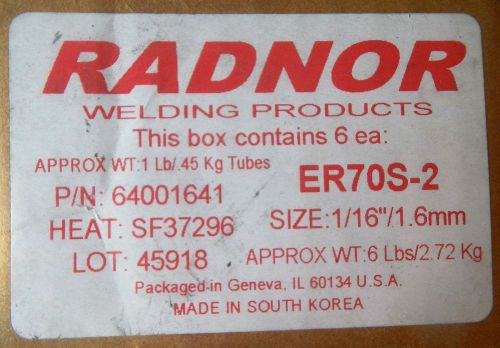 RADNOR
WELDING PRODUCTS
This box contains 6 ea:
APPROX WT:1 Lb/.45 Kg Tubes
ER70S-2
P/N: 64001641
HEAT: SF37296
SIZE:1/16"/1.6mm
LOT: 45918
APPROX WT:6 Lbs/2.72 Kg
Packaged in Geneva, IL 60134 U.S.A.
MADE IN SOUTH KOREA